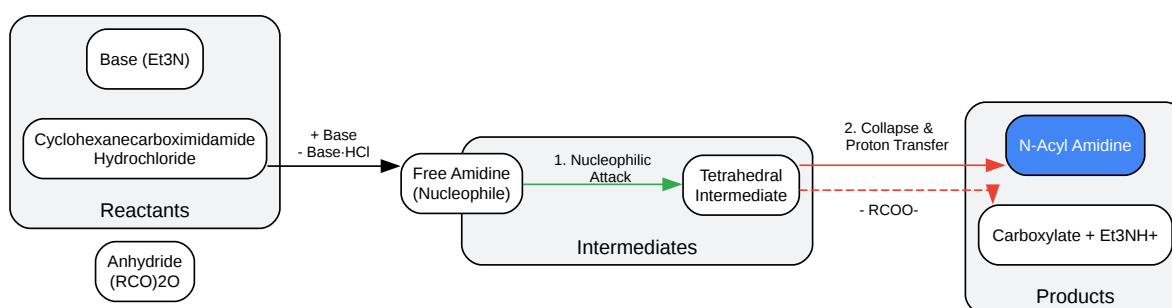 Base (Et3N)
Cyclohexanecarboximidamide
Hydrochloride
Reactants
Anhydride
(RCO)2O
+ Base
- Base·HCl
Free Amidine
(Nucleophile)
1. Nucleophilic
Attack
Tetrahedral
Intermediate
Intermediates
2. Collapse &
Proton Transfer
- RCOO-
N-Acyl Amidine
Carboxylate + Et3NH+
Products